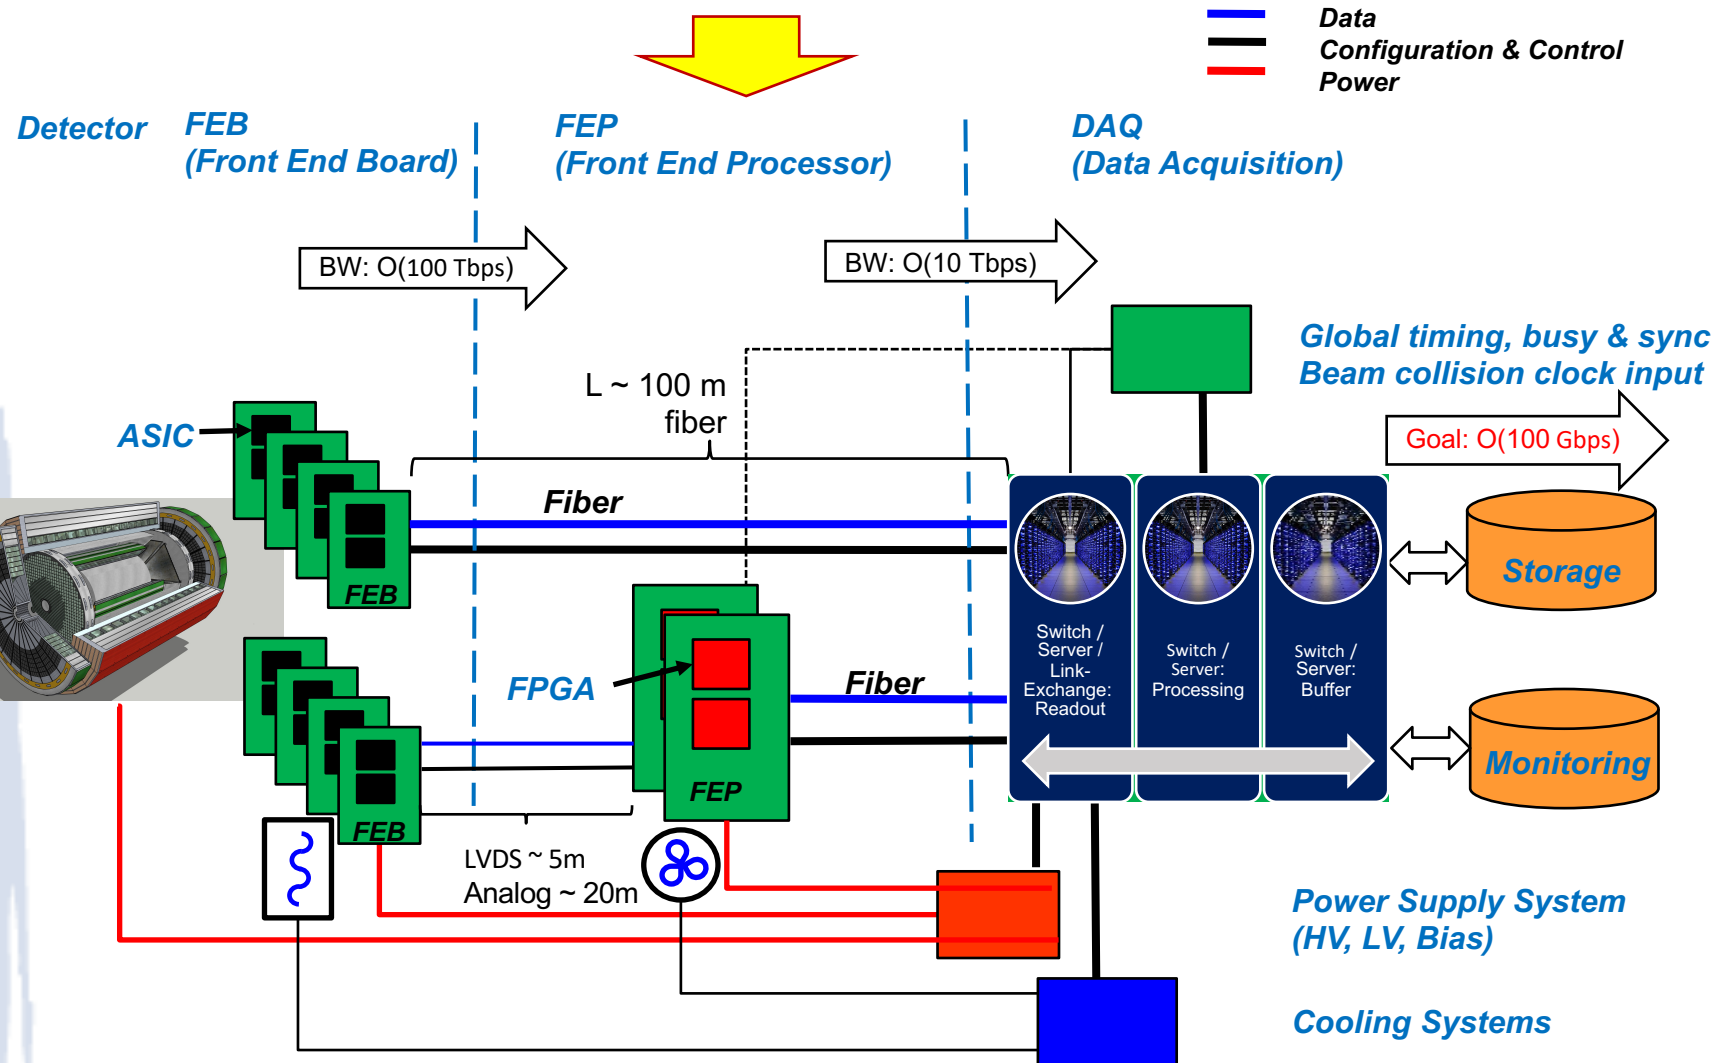 Data
Configuration & Control
Power
Detector
FEB
(Front End Board)
FEP
(Front End Processor)
DAQ
(Data Acquisition)
BW: O(100 Tbps)
BW: O(10 Tbps)
Global timing, busy & sync
Beam collision clock input
L ~ 100 m
fiber
ASIC
Goal: O(100 Gbps)
Fiber
FEB
Storage
Switch /
Server /
Link-
Exchange:
Readout
Switch /
Server:
Processing
Switch /
Server:
Buffer
FPGA
Fiber
FEP
Monitoring
FEB
LVDS ~ 5m
Analog ~ 20m
Power Supply System
(HV, LV, Bias)
Cooling Systems